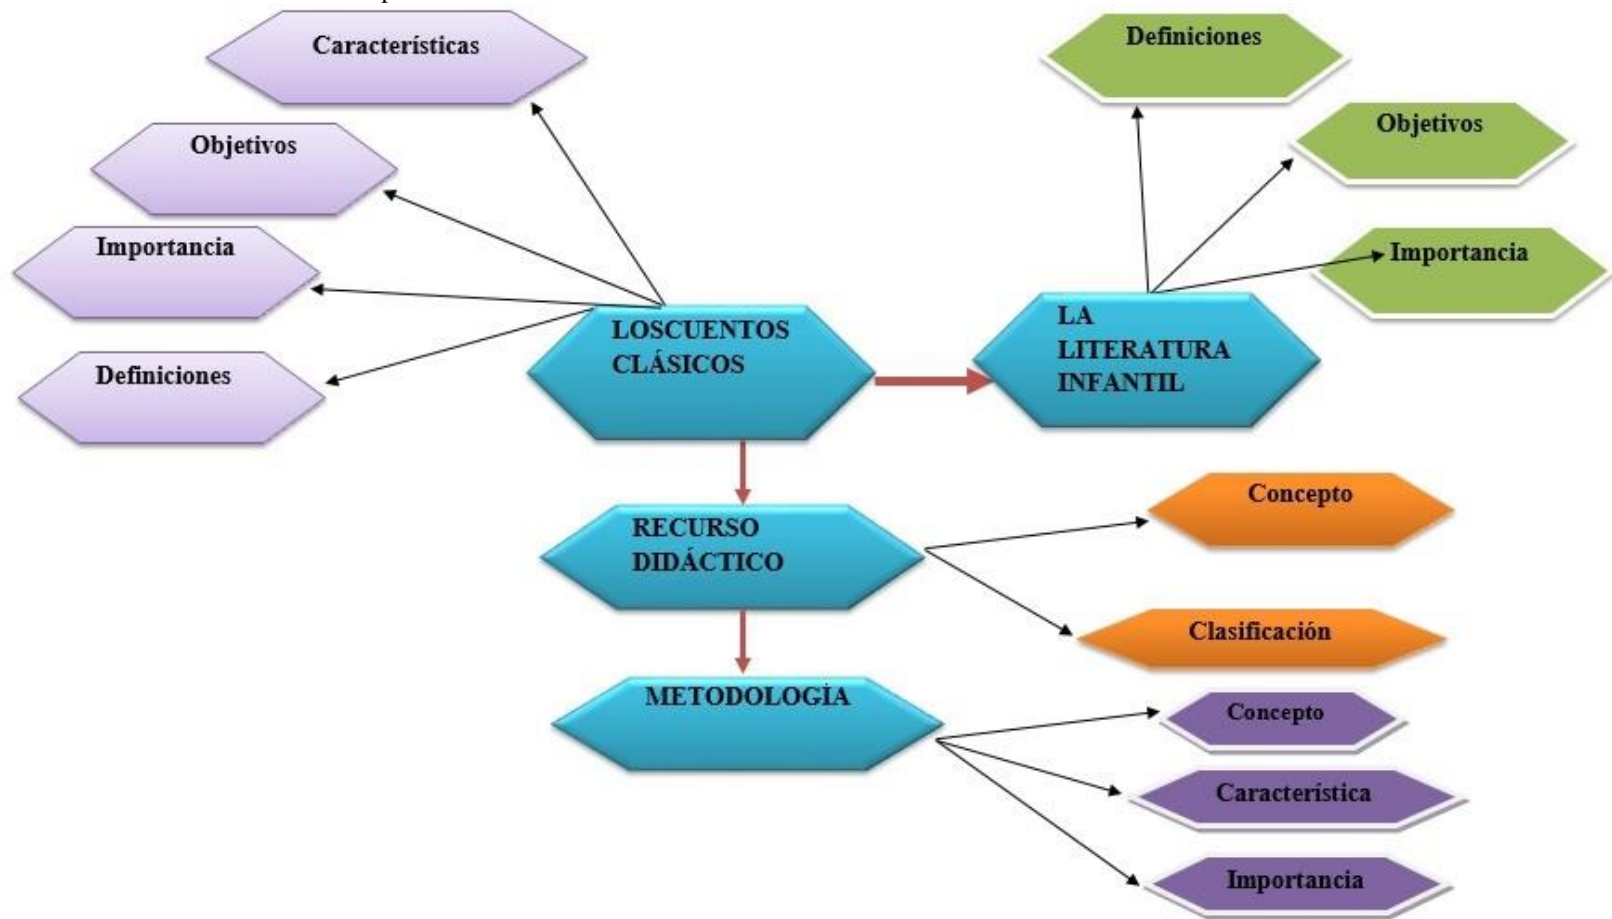 Características
Definiciones
Objetivos
Objetivos
Importancia
Importancia
Definiciones
LOSCUENTOS
CLÁSICOS
LA
LITERATURA
INFANTIL
RECURSO
DIDÁCTICO
Concepto
Clasificación
METODOLOGÍA
Concepto
Característica
Importancia